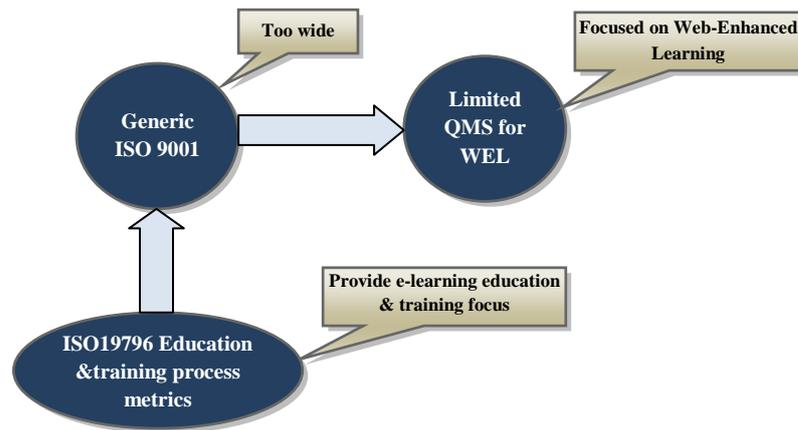 Too wide
Focused on Web-Enhanced
Learning
Generic
ISO 9001
Limited
QMS for
WEL
Provide e-learning education
& training focus
ISO19796 Education
&training process
metrics